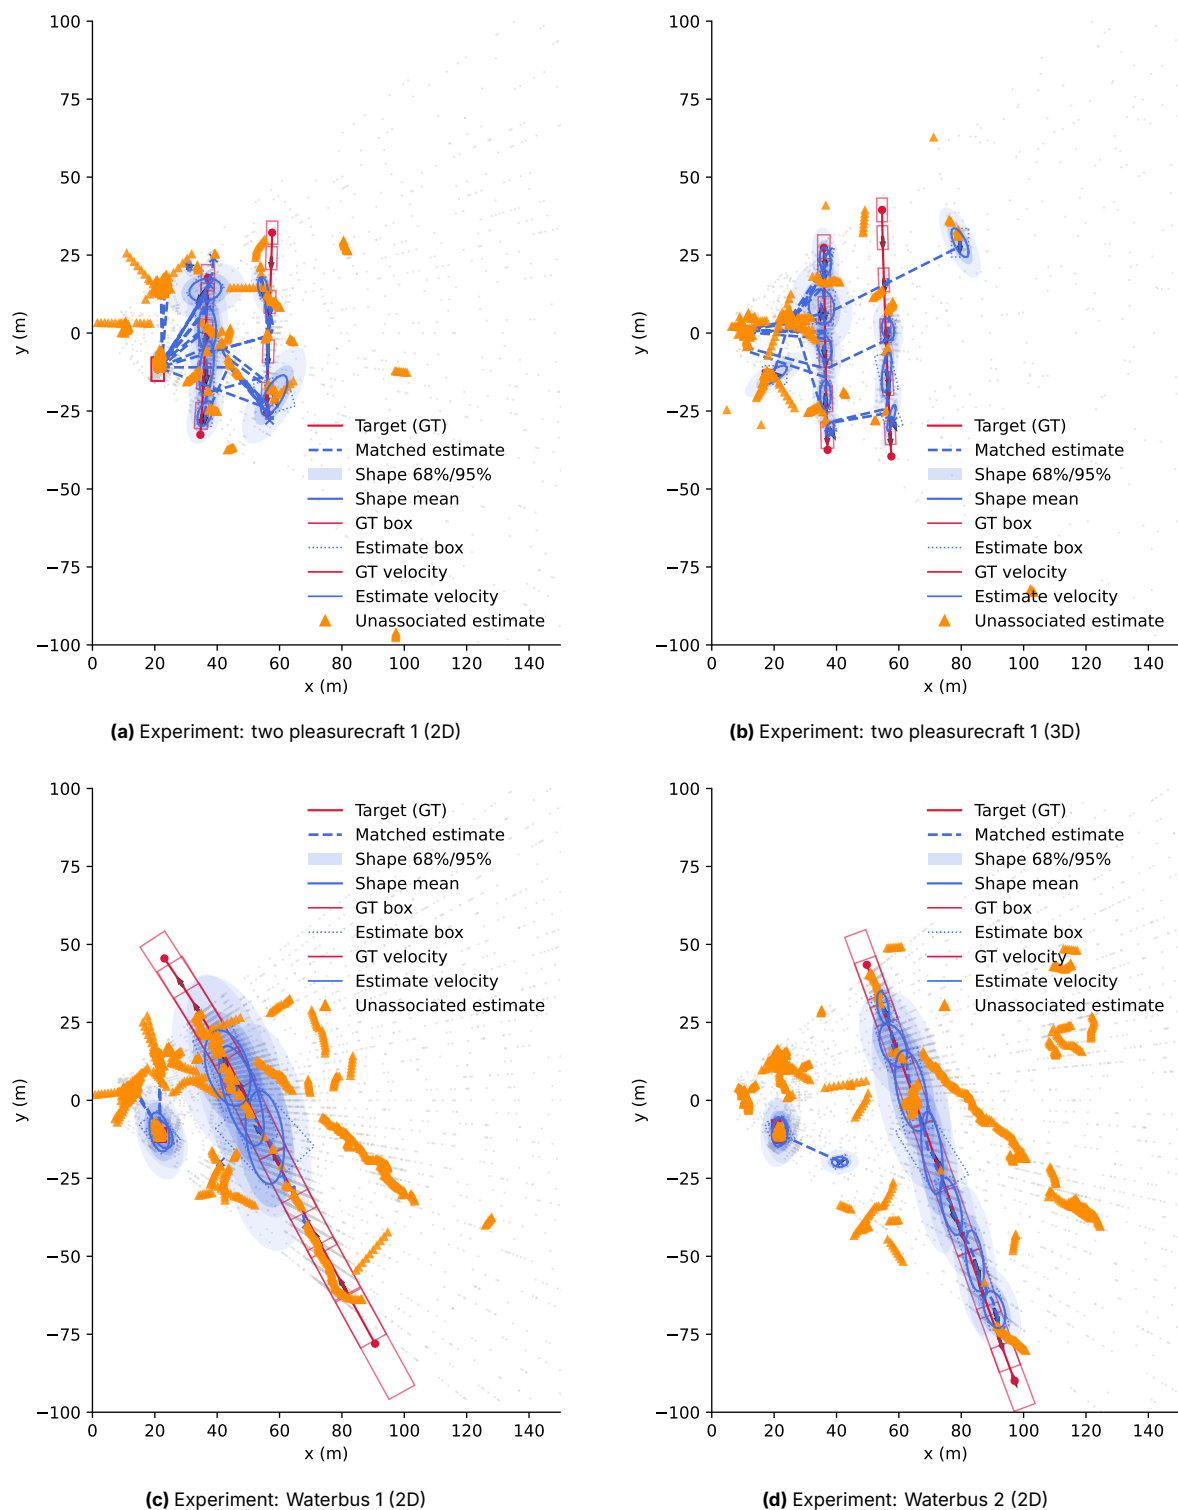 100
75
50
25
0
−25
−50
−75
−100
y (m)
0 20 40 60 80 100 120 140
x (m)
Target (GT)
Matched estimate
Shape 68%/95%
Shape mean
GT box
Estimate box
GT velocity
Estimate velocity
Unassociated estimate
(a) Experiment: two pleasurecraft 1 (2D)
100
75
50
25
0
−25
−50
−75
−100
y (m)
0 20 40 60 80 100 120 140
x (m)
Target (GT)
Matched estimate
Shape 68%/95%
Shape mean
GT box
Estimate box
GT velocity
Estimate velocity
Unassociated estimate
(b) Experiment: two pleasurecraft 1 (3D)
100
75
50
25
0
−25
−50
−75
−100
y (m)
0 20 40 60 80 100 120 140
x (m)
Target (GT)
Matched estimate
Shape 68%/95%
Shape mean
GT box
Estimate box
GT velocity
Estimate velocity
Unassociated estimate
(c) Experiment: Waterbus 1 (2D)
100
75
50
25
0
−25
−50
−75
−100
y (m)
0 20 40 60 80 100 120 140
x (m)
Target (GT)
Matched estimate
Shape 68%/95%
Shape mean
GT box
Estimate box
GT velocity
Estimate velocity
Unassociated estimate
(d) Experiment: Waterbus 2 (2D)